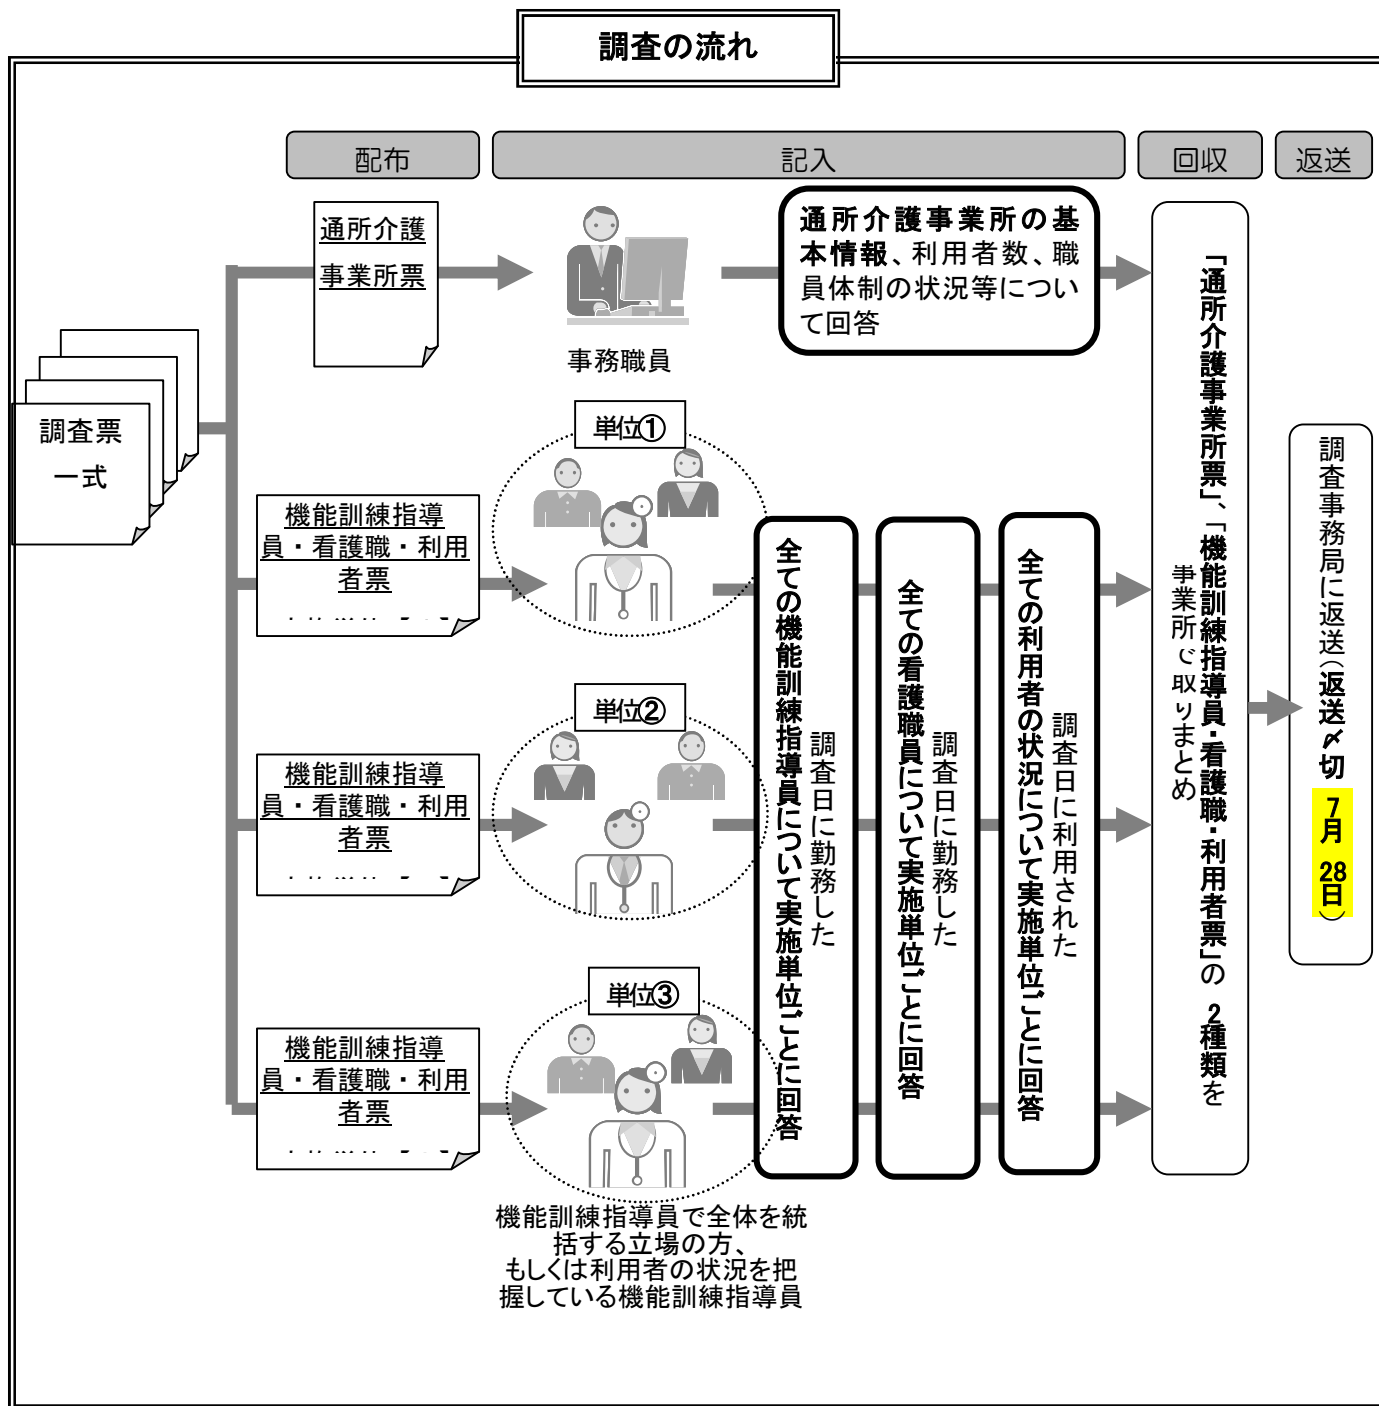 調査の流れ
配布
記入
回収
返送
調査票
一式
通所介護
事業所票
事務職員
通所介護事業所の基
本情報、利用者数、職
員体制の状況等につい
て回答
機能訓練指導
員・看護職・利用
者票
単位①
機能訓練指導
員・看護職・利用
者票
単位②
機能訓練指導
員・看護職・利用
者票
単位③
機能訓練指導員で全体を統
括する立場の方、
もしくは利用者の状況を把
握している機能訓練指導員
調査日に勤務した
全ての機能訓練指導員について実施単位ごとに回答
調査日に勤務した
全ての看護職員について実施単位ごとに回答
調査日に利用された
全ての利用者の状況について実施単位ごとに回答
「通所介護事業所票」、「機能訓練指導員・看護職・利用者票」の2種類を
事業所で取りまとめ
調査事務局に返送（返送〆切7月28日）